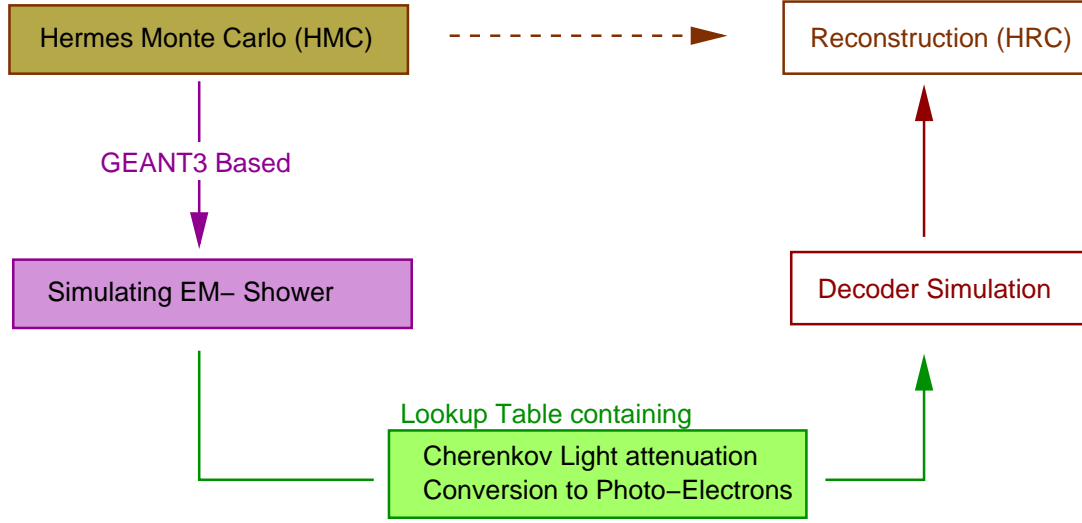 Hermes Monte Carlo (HMC)
Reconstruction (HRC)
GEANT3 Based
Simulating EM− Shower
Decoder Simulation
Lookup Table containing
Cherenkov Light attenuation
Conversion to Photo−Electrons